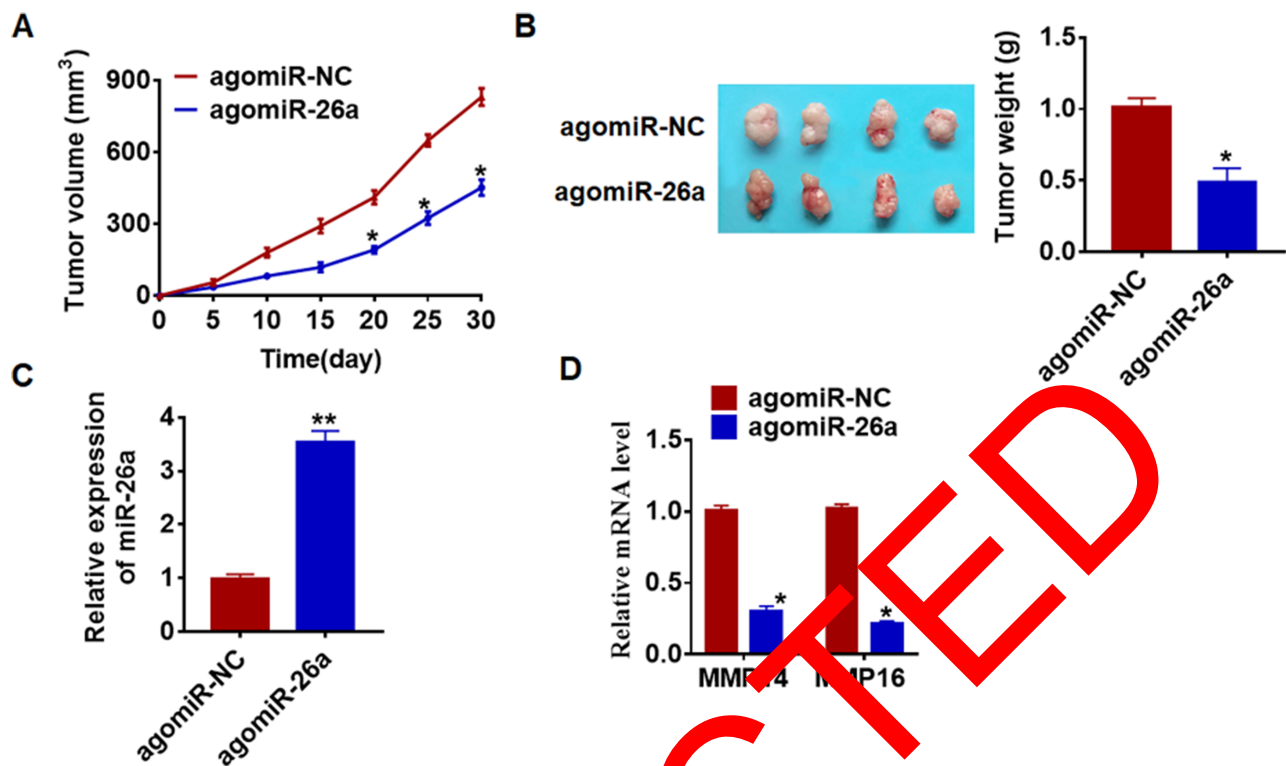 A
Tumor volume (mm³)
900
600
300
0
agomiR-NC
agomiR-26a
*
*
*
0 5 10 15 20 25 30
Time(day)
B
agomiR-NC
agomiR-26a
Tumor weight (g)
1.5
1.0
0.5
0.0
*
agomiR-NC
agomiR-26a
C
Relative expression
of miR-26a
4
3
2
1
0
**
agomiR-NC
agomiR-26a
D
agomiR-NC
agomiR-26a
Relative mRNA level
1.5
1.0
0.5
0.0
*
*
MMP14 MMP16
CTED